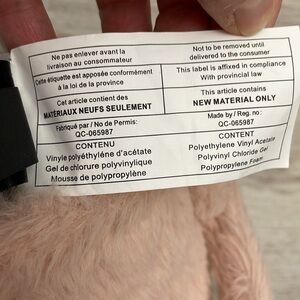 Ne pas enlever avant la
livraison au consommateur
Cette étiquette est apposée conformément
à la loi de la province
Cet article contient des
MATÉRIAUX NEUFS SEULEMENT
Fabriqué par / No de Permis:
QC-065987
CONTENU
Vinyle polyéthylène d'acétate
Gel de chlorure polyvinylique
Mousse de polypropylène
Not to be removed until
delivered to the consumer
This label is affixed in compliance
With provincial law
This article contains
NEW MATERIAL ONLY
Made by / Reg. no:
QC-065987
CONTENT
Polyethylene Vinyl Acetate
Polyvinyl Chloride Gel
Polypropylene Foam